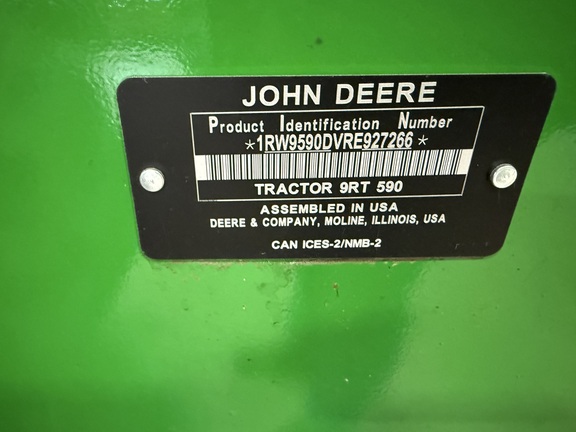 JOHN DEERE
Product Identification Number
*1RW9590DVRE927266*
TRACTOR 9RT 590
ASSEMBLED IN USA
DEERE & COMPANY, MOLINE, ILLINOIS, USA
CAN ICES-2/NMB-2